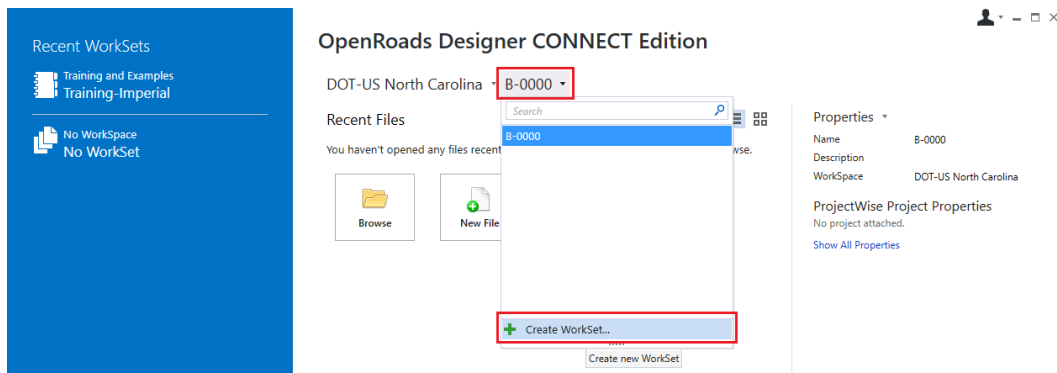 Recent WorkSets
Training and Examples
Training-Imperial
No WorkSpace
No WorkSet
OpenRoads Designer CONNECT Edition
DOT-US North Carolina B-0000
Search
B-0000
Create WorkSet...
Create new WorkSet
Recent Files
You haven't opened any files recent
wse.
Browse
New File
Properties
Name B-0000
Description
WorkSpace DOT-US North Carolina
ProjectWise Project Properties
No project attached.
Show All Properties